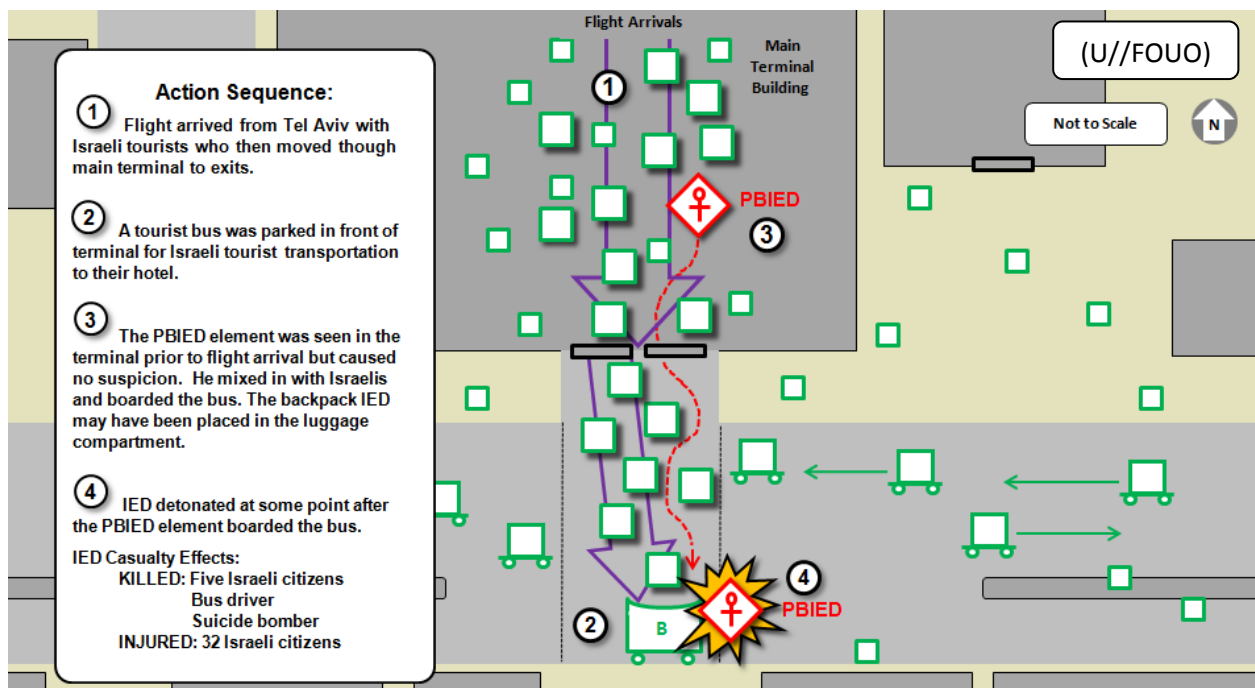 Flight Arrivals
Main
Terminal
Building
(U//FOUO)
Not to Scale
N
Action Sequence:
1 Flight arrived from Tel Aviv with
Israeli tourists who then moved though
main terminal to exits.
2 A tourist bus was parked in front of
terminal for Israeli tourist transportation
to their hotel.
3 The PBIED element was seen in the
terminal prior to flight arrival but caused
no suspicion. He mixed in with Israelis
and boarded the bus. The backpack IED
may have been placed in the luggage
compartment.
4 IED detonated at some point after
the PBIED element boarded the bus.
IED Casualty Effects:
KILLED: Five Israeli citizens
Bus driver
Suicide bomber
INJURED: 32 Israeli citizens
1
PBIED
3
4
PBIED
2
B